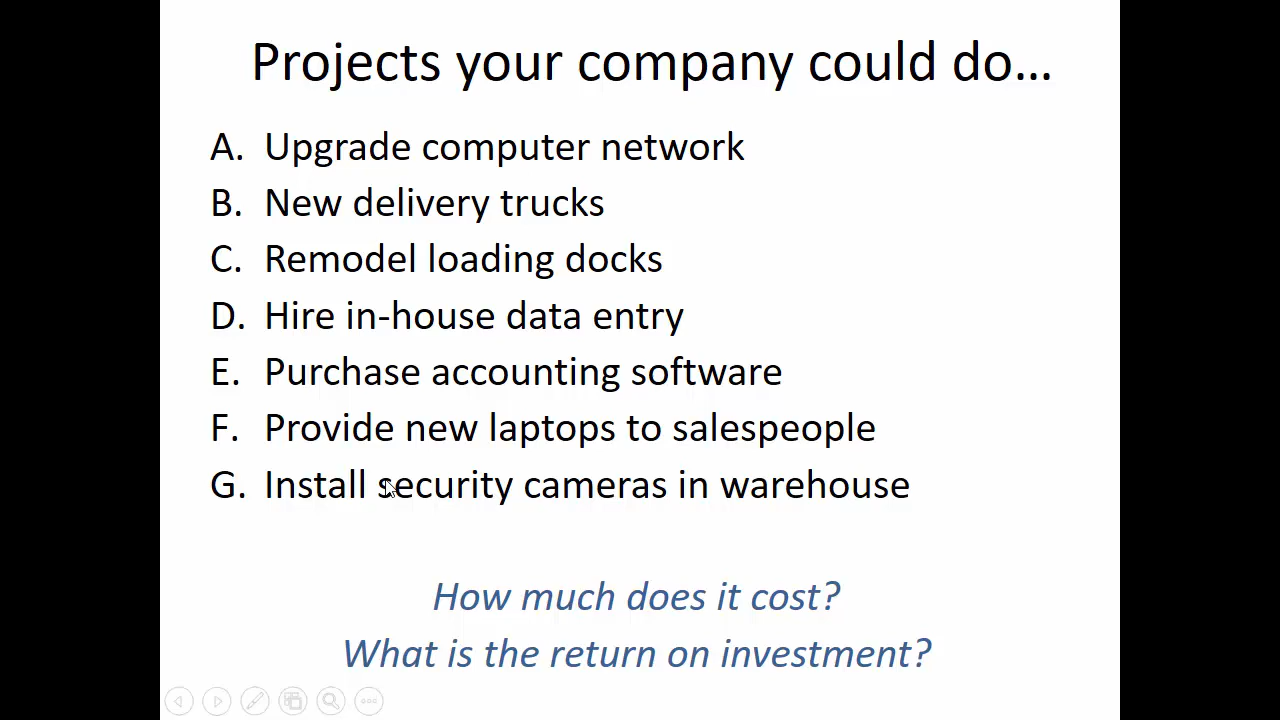 Projects your company could do...
A. Upgrade computer network
B. New delivery trucks
C. Remodel loading docks
D. Hire in-house data entry
E. Purchase accounting software
F. Provide new laptops to salespeople
G. Install security cameras in warehouse
How much does it cost?
What is the return on investment?